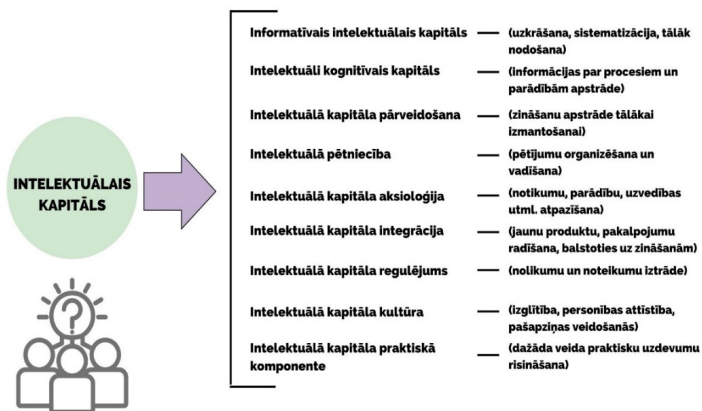 INTELEKTUĀLAIS
KAPITĀLS
?
Informatīvais intelektuālais kapitāls — (uzkrāšana, sistematizācija, tālāk
nodošana)
Intelektuāli kognitīvais kapitāls — (informācijas par procesiem un
parādībām apstrāde)
Intelektuālā kapitāla pārveidošana — (zināšanu apstrāde tālākai
izmantošanai)
Intelektuālā pētniecība — (pētījumu organizēšana un
vadīšana)
Intelektuālā kapitāla aksioloģija — (notikumu, parādību, uzvedības
utml. atpazīšana)
Intelektuālā kapitāla integrācija — (jaunu produktu, pakalpojumu
radīšana, balstoties uz zināšanām)
Intelektuālā kapitāla regulējums — (nolikumu un noteikumu iztrāde)
Intelektuālā kapitāla kultūra — (izglītība, personības attīstība,
pašapziņas veidošanās)
Intelektuālā kapitāla praktiskā
komponente — (dažāda veida praktisku uzdevumu
risināšana)